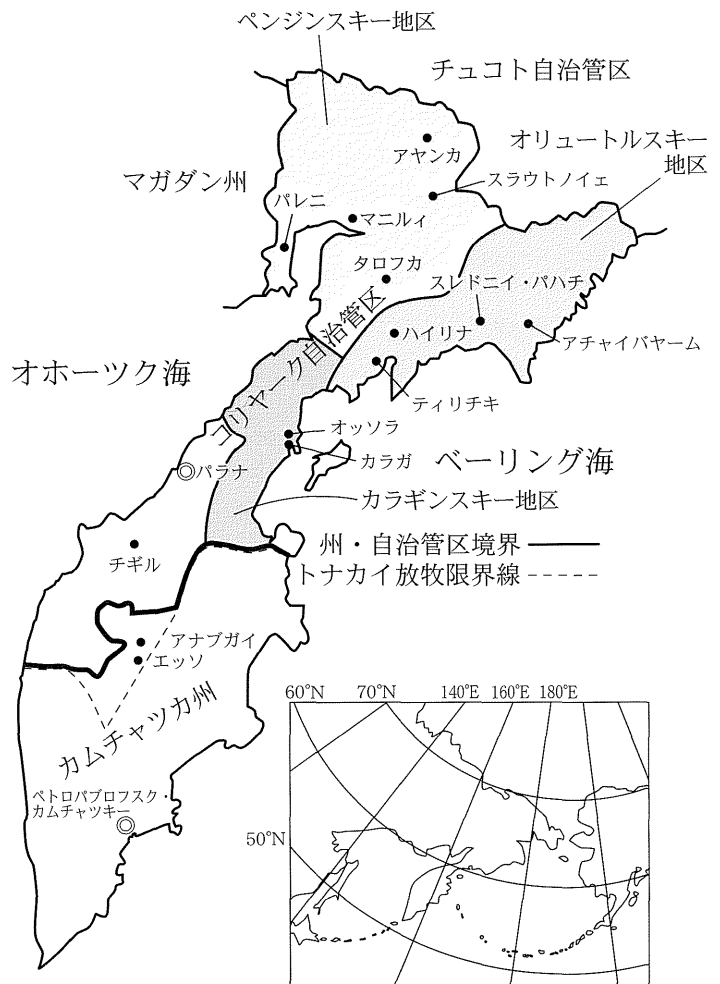 ペンジンスキー地区
チュコト自治管区
オリュートルスキー
地区
アヤンカ
マガダン州
スラウトノイェ
パレニ
マニルィ
タロフカ
スレドニイ・パハチ
コリヤーク自治管区
ハイリナ
アチャイバヤーム
オホーツク海
ティリチキ
オッソラ
カラガ
ベーリング海
パラナ
カラギンスキー地区
州・自治管区境界
チギル
トナカイ放牧限界線
アナブガイ
エッソ
カムチャツカ州
ペトロパブロフスク・
カムチャツキー
60°N 70°N 140°E 160°E 180°E
50°N